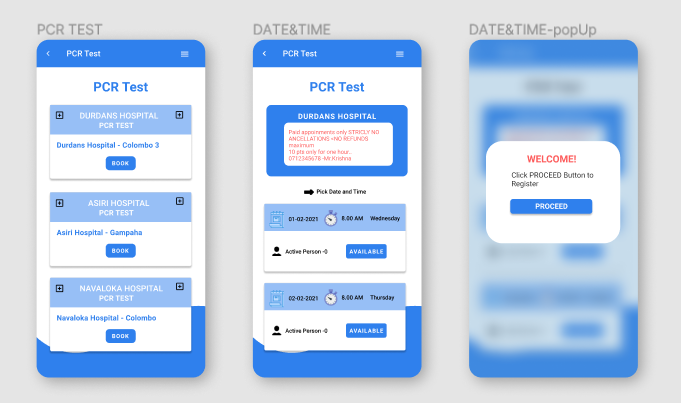 PCR TEST
PCR Test
PCR Test
DURDANS HOSPITAL
PCR TEST
Durdans Hospital - Colombo 3
BOOK
ASIRI HOSPITAL
PCR TEST
Asiri Hospital - Gampaha
BOOK
NAVALOKA HOSPITAL
PCR TEST
Navaloka Hospital - Colombo
BOOK
DATE&TIME
PCR Test
PCR Test
DURDANS HOSPITAL
Paid appoinments only STRICLY NO
ANCELLATIONS +NO REFUNDS
maximum
10 pts only for one hour..
0712345678 -Mr.Krishna
Pick Date and Time
01-02-2021 8.00 AM Wednesday
Active Person -0 AVAILABLE
02-02-2021 8.00 AM Thursday
Active Person -0 AVAILABLE
DATE&TIME-popUp
WELCOME!
Click PROCEED Button to
Register
PROCEED